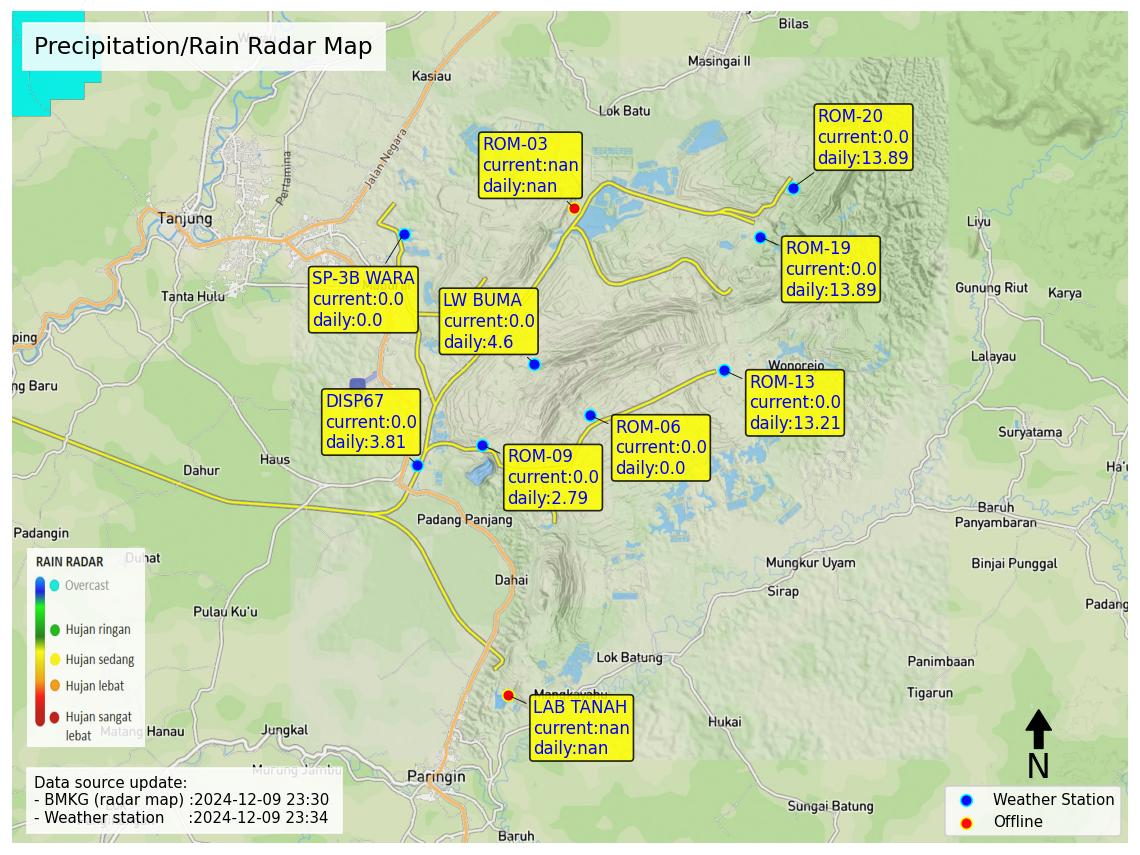 Precipitation/Rain Radar Map
Bilas
Masingai II
Kasiau
Lok Batu
Jalan Negara
Pertamina
Tanjung
Tanta Hulu
ROM-03
current:nan
daily:nan
ROM-20
current:0.0
daily:13.89
ROM-19
current:0.0
daily:13.89
SP-3B WARA
current:0.0
daily:0.0
LW BUMA
current:0.0
daily:4.6
Liyu
Gunung Riut
Karya
Lalayau
ping
ng Baru
Wonorejo
ROM-13
current:0.0
daily:13.21
DISP67
current:0.0
daily:3.81
ROM-06
current:0.0
daily:0.0
ROM-09
current:0.0
daily:2.79
Suryatama
Haus
Dahur
Baruh
Panyambaran
Padang Panjang
Padangin
Duhat
Mungkur Uyam
Binjai Punggal
Dahai
Sirap
Padang
Pulau Ku'u
RAIN RADAR
Overcast
Hujan ringan
Hujan sedang
Hujan lebat
Hujan sangat
lebat
Lok Batung
Panimbaan
Tigarun
LAB TANAH
current:nan
daily:nan
Matang Hanau
Jungkal
Hukai
Murung Jambu
Paringin
Sungai Batung
Baruh
Data source update:
- BMKG (radar map) :2024-12-09 23:30
- Weather station :2024-12-09 23:34
N
Weather Station
Offline